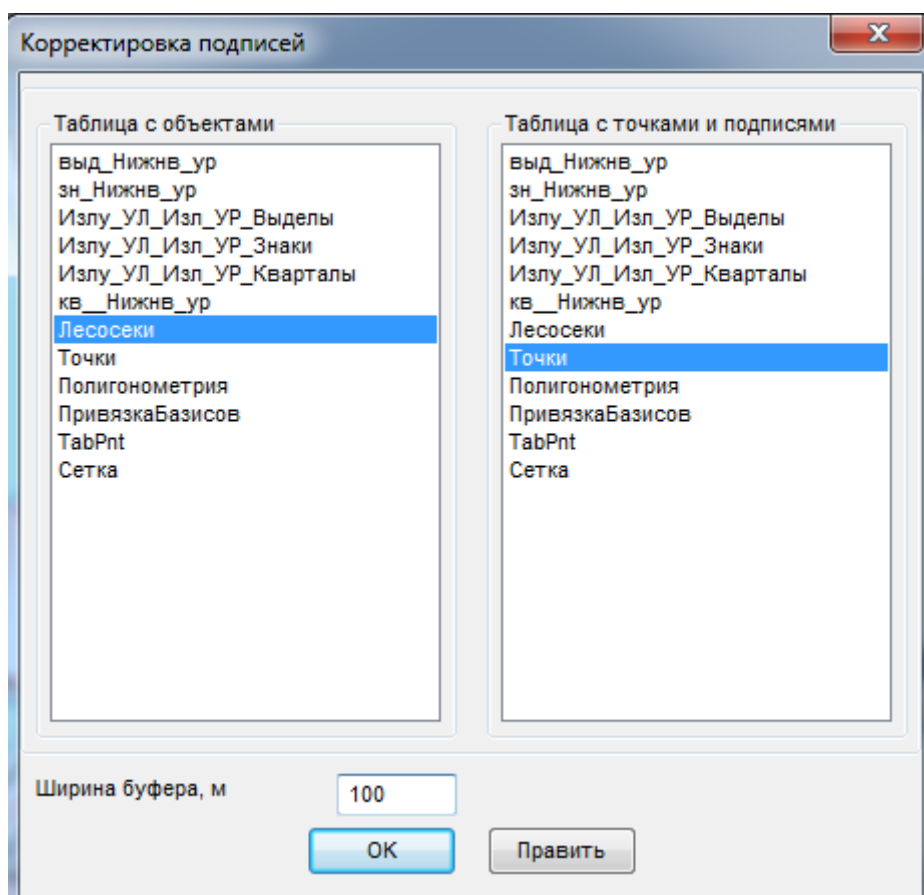 Корректировка подписей
Таблица с объектами
выд_Нижнв_ур
зн_Нижнв_ур
Излу_УЛ_Изл_УР_Выделы
Излу_УЛ_Изл_УР_Знаки
Излу_УЛ_Изл_УР_Кварталы
кв__Нижнв_ур
Лесосеки
Точки
Полигонометрия
ПривязкаБазисов
TabPnt
Сетка
Таблица с точками и подписями
выд_Нижнв_ур
зн_Нижнв_ур
Излу_УЛ_Изл_УР_Выделы
Излу_УЛ_Изл_УР_Знаки
Излу_УЛ_Изл_УР_Кварталы
кв__Нижнв_ур
Лесосеки
Точки
Полигонометрия
ПривязкаБазисов
TabPnt
Сетка
Ширина буфера, м 100
ОК Править